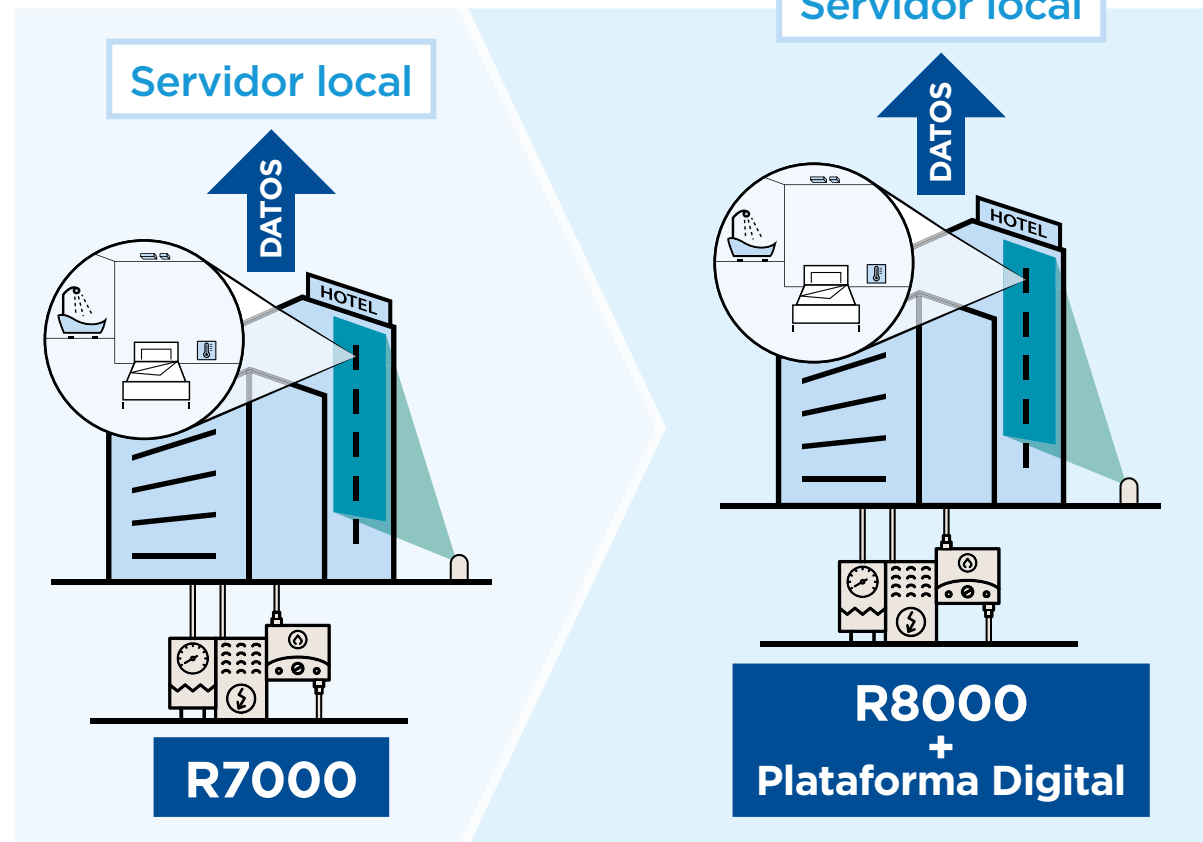 Servidor local
DATOS
HOTEL
R7000
Servidor local
DATOS
HOTEL
R8000
+
Plataforma Digital